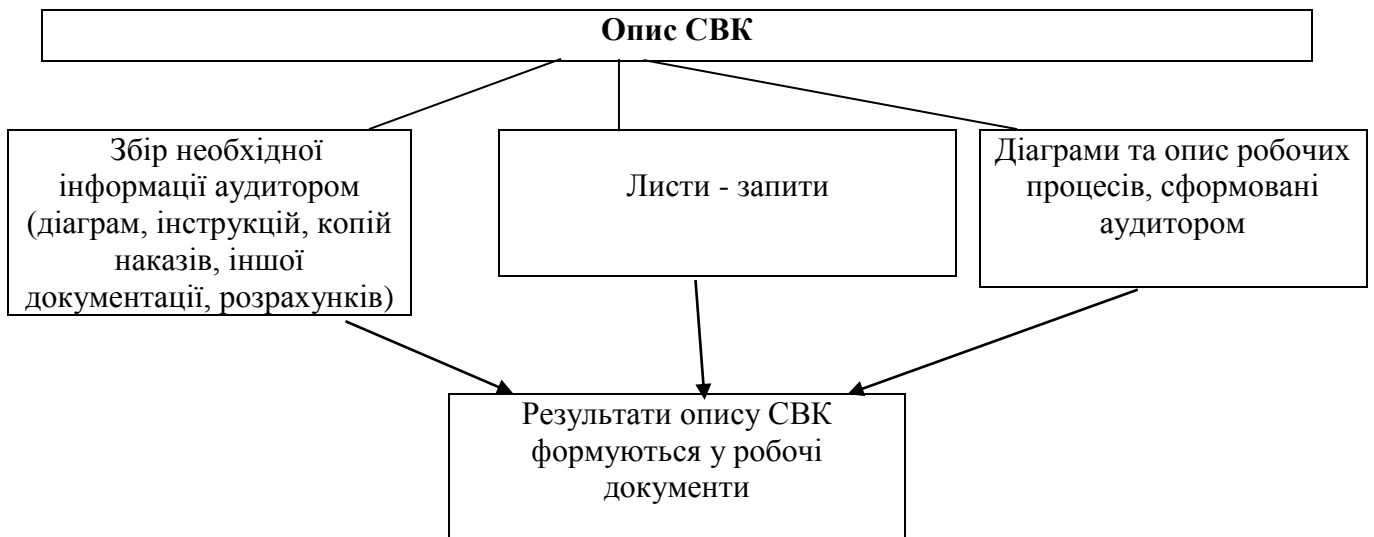 Опис СВК
Збір необхідної
інформації аудитором
(діаграм, інструкцій, копій
наказів, іншої
документації, розрахунків)
Листи - запити
Діаграми та опис робочих
процесів, сформовані
аудитором
Результати опису СВК
формуються у робочі
документи